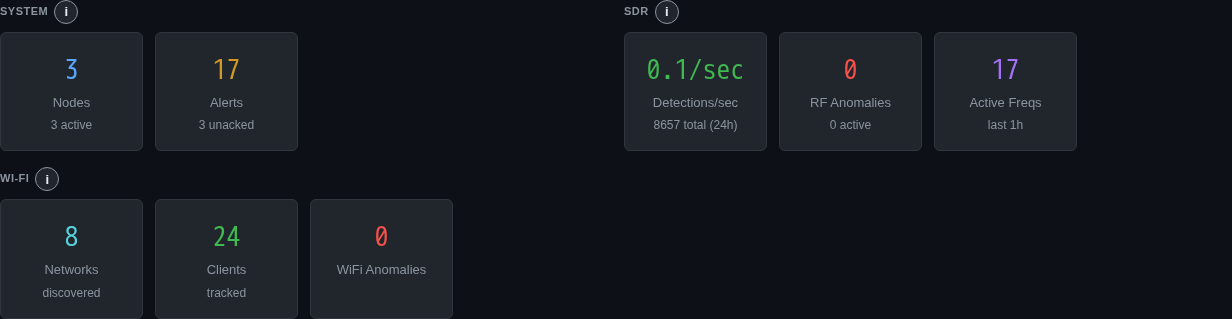 SYSTEM i
3
Nodes
3 active
17
Alerts
3 unacked
SDR i
0.1/sec
Detections/sec
8657 total (24h)
0
RF Anomalies
0 active
17
Active Freqs
last 1h
WI-FI i
8
Networks
discovered
24
Clients
tracked
0
WiFi Anomalies